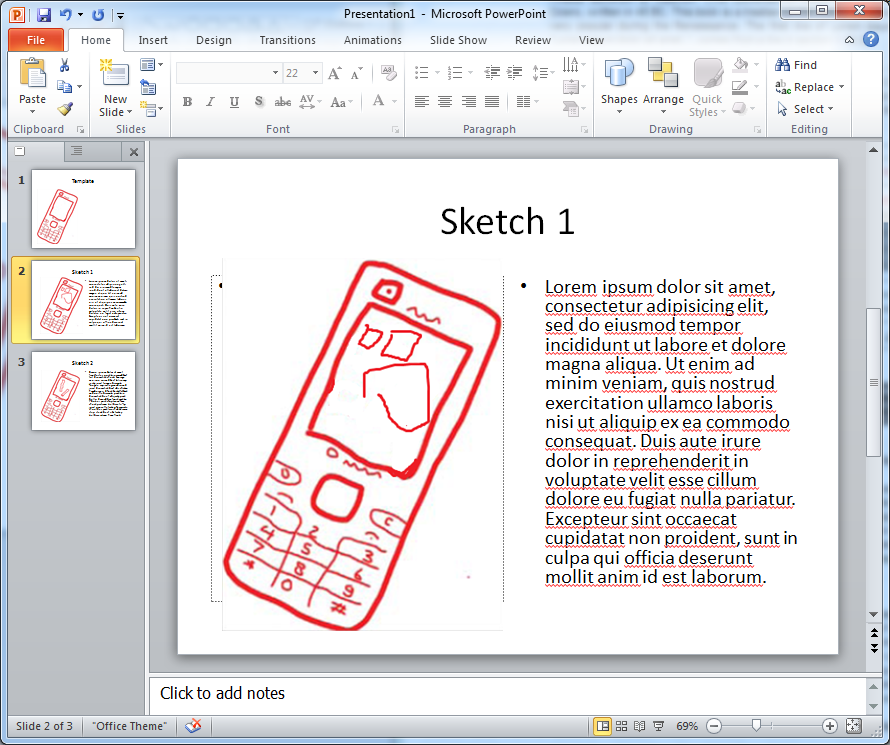 Presentation1 - Microsoft PowerPoint
File Home Insert Design Transitions Animations Slide Show Review View
Paste
New
Slide
22
B I U S abc AV Aa A
Shapes Arrange Quick
Styles
Find
Replace
Select
Clipboard Slides Font Paragraph Drawing Editing
1
Template
2
Sketch 1
3
Sketch 2
Sketch 1
• Lorem ipsum dolor sit amet,
consectetur adipisicing elit,
sed do eiusmod tempor
incididunt ut labore et dolore
magna aliqua. Ut enim ad
minim veniam, quis nostrud
exercitation ullamco laboris
nisi ut aliquip ex ea commodo
consequat. Duis aute irure
dolor in reprehenderit in
voluptate velit esse cillum
dolore eu fugiat nulla pariatur.
Excepteur sint occaecat
cupidatat non proident, sunt in
culpa qui officia deserunt
mollit anim id est laborum.
C
2 3
4 5 6
7 8 9
* 0 #
Click to add notes
Slide 2 of 3 "Office Theme" 69%